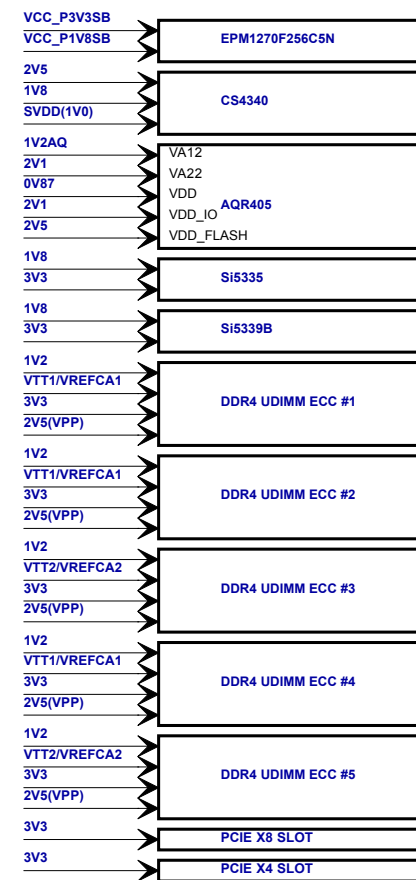 VCC_P3V3SB
VCC_P1V8SB
EPM1270F256C5N
2V5
1V8
SVDD(1V0)
CS4340
1V2AQ
2V1
0V87
2V1
2V5
VA12
VA22
VDD
VDD_IO
VDD_FLASH
AQR405
1V8
3V3
Si5335
1V8
3V3
Si5339B
1V2
VTT1/VREFCA1
3V3
2V5(VPP)
DDR4 UDIMM ECC #1
1V2
VTT1/VREFCA1
3V3
2V5(VPP)
DDR4 UDIMM ECC #2
1V2
VTT2/VREFCA2
3V3
2V5(VPP)
DDR4 UDIMM ECC #3
1V2
VTT1/VREFCA1
3V3
2V5(VPP)
DDR4 UDIMM ECC #4
1V2
VTT2/VREFCA2
3V3
2V5(VPP)
DDR4 UDIMM ECC #5
3V3
PCIE X8 SLOT
3V3
PCIE X4 SLOT